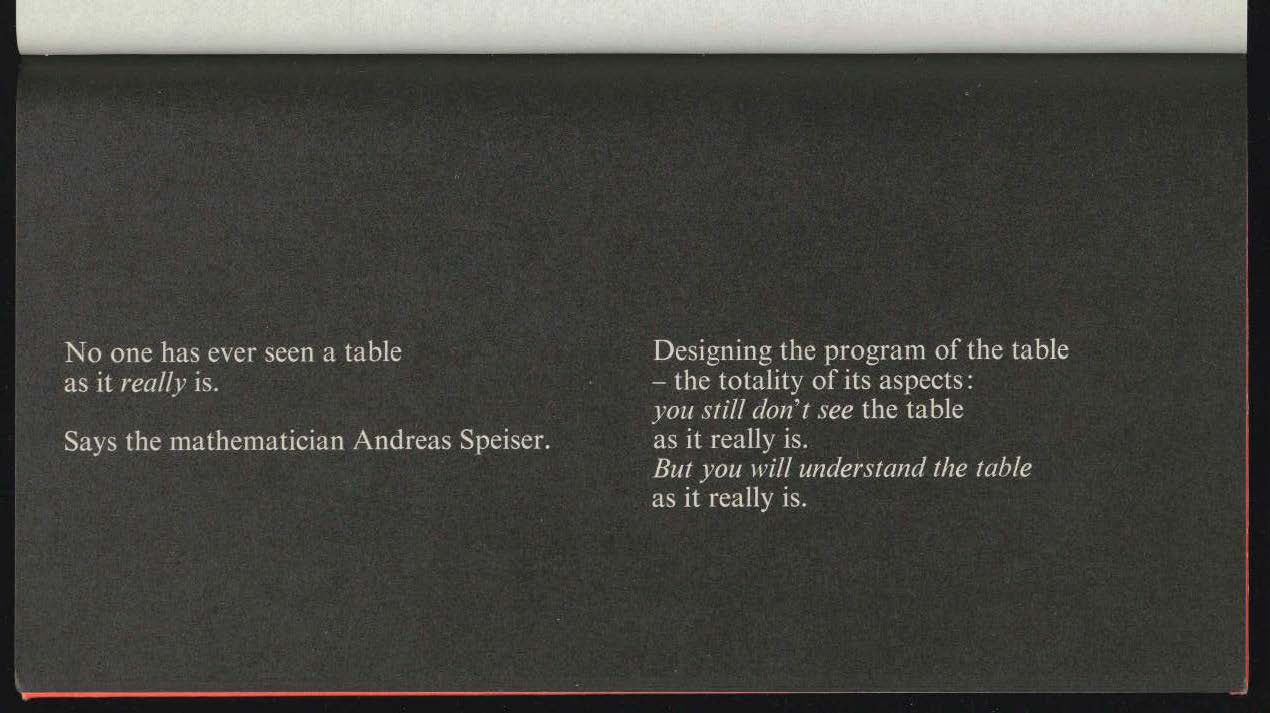 No one has ever seen a table
as it really is.
Says the mathematician Andreas Speiser.
Designing the program of the table
– the totality of its aspects:
you still don't see the table
as it really is.
But you will understand the table
as it really is.